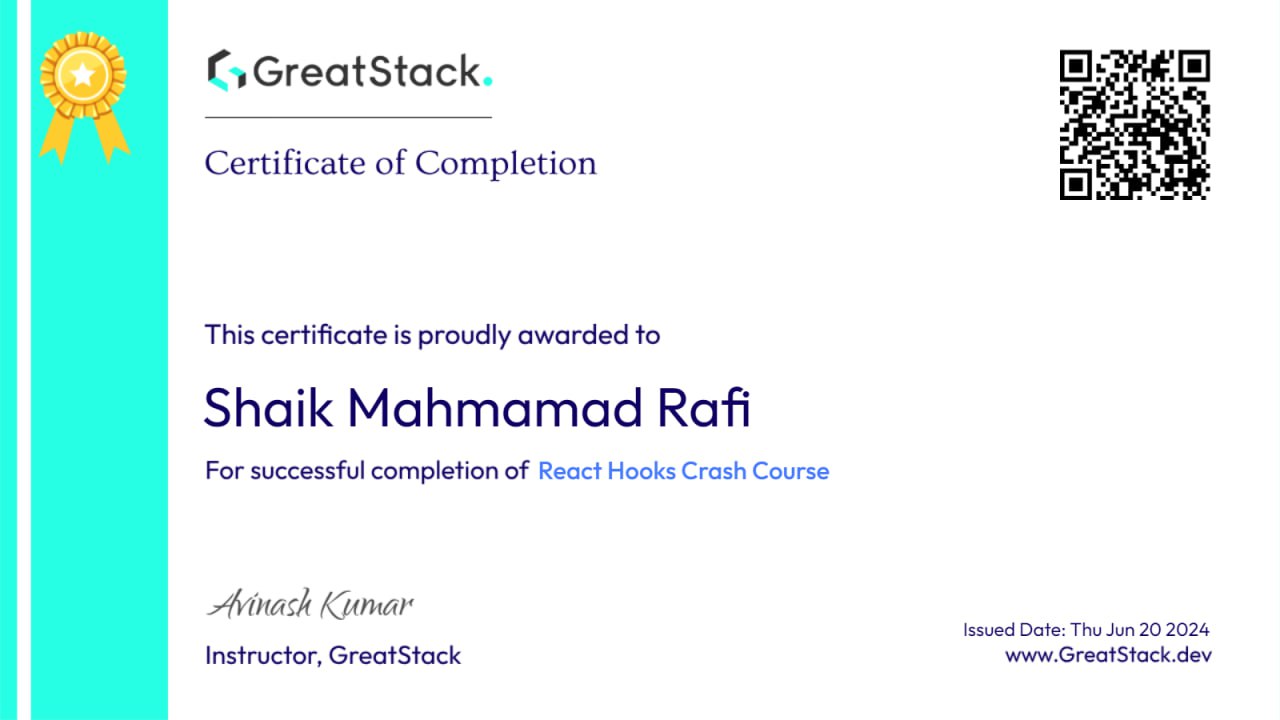 GreatStack.
Certificate of Completion
This certificate is proudly awarded to
Shaik Mahmamad Rafi
For successful completion of React Hooks Crash Course
Avinash Kumar
Instructor, GreatStack
Issued Date: Thu Jun 20 2024
www.GreatStack.dev